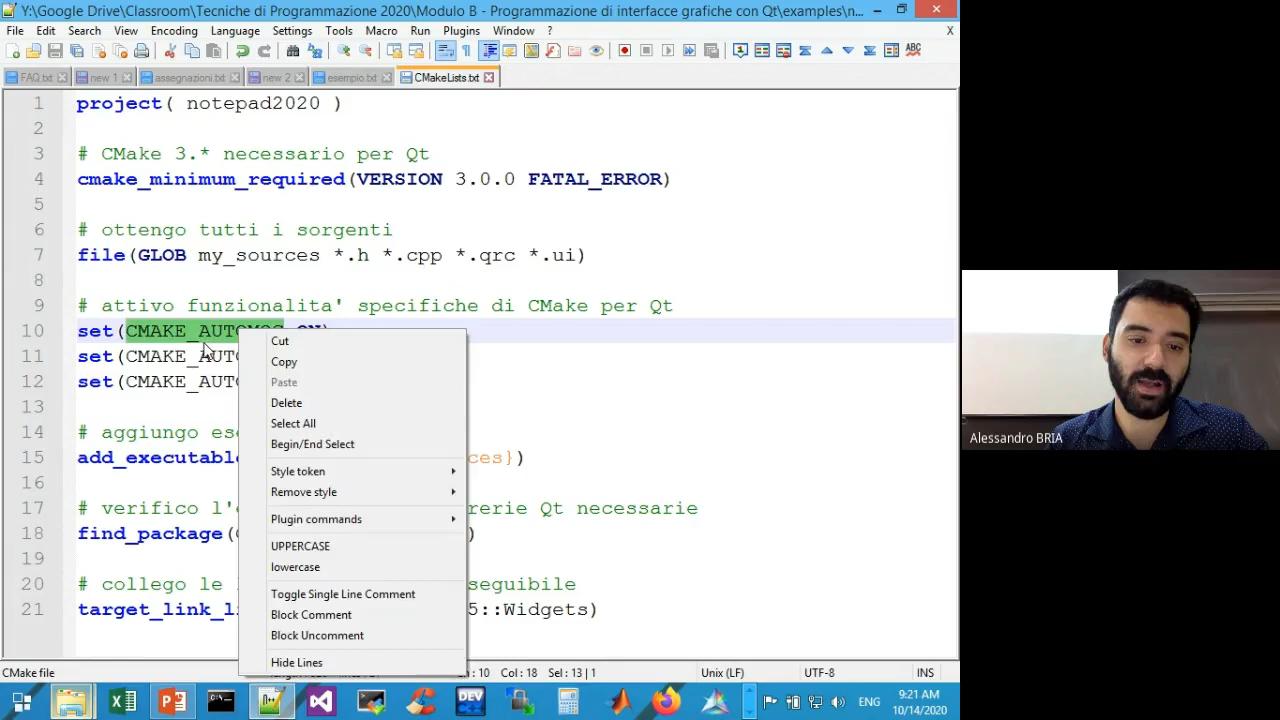 Y:\Google Drive\Classroom\Tecniche di Programmazione 2020\Modulo B - Programmazione di interfacce grafiche con Qt\examples\n...
File Edit Search View Encoding Language Settings Tools Macro Run Plugins Window ? X
FAQ.txt new 1 assegnazioni.txt new 2 esempio.txt CMakeLists.txt
1 project( notepad2020 )
2
3 # CMake 3.* necessario per Qt
4 cmake_minimum_required(VERSION 3.0.0 FATAL_ERROR)
5
6 # ottengo tutti i sorgenti
7 file(GLOB my_sources *.h *.cpp *.qrc *.ui)
8
9 # attivo funzionalita' specifiche di CMake per Qt
10 set(CMAKE_AUTOMOC ON)
11 set(CMAKE_AUTO
12 set(CMAKE_AUTO
13
14 # aggiungo es
15 add_executable ces})
16
17 # verifico l' rerie Qt necessarie
18 find_package( )
19
20 # collego le seguibile
21 target_link_li 5::Widgets)
Cut
Copy
Paste
Delete
Select All
Begin/End Select
Style token
Remove style
Plugin commands
UPPERCASE
lowercase
Toggle Single Line Comment
Block Comment
Block Uncomment
Hide Lines
CMake file Ln : 10 Col : 18 Sel : 13 | 1 Unix (LF) UTF-8 INS
DEV
ENG
9:21 AM
10/14/2020
Alessandro BRIA